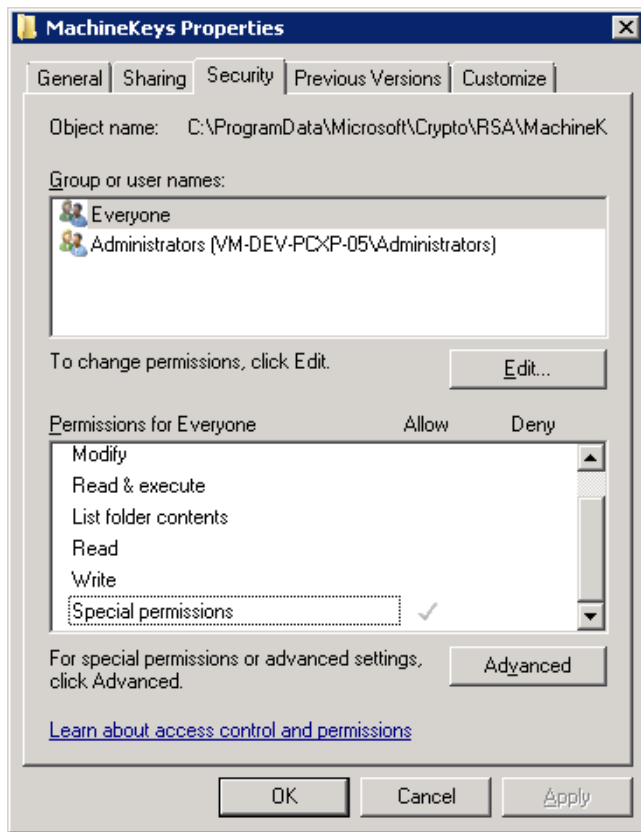 MachineKeys Properties
General Sharing Security Previous Versions Customize
Object name: C:\ProgramData\Microsoft\Crypto\RSA\MachineK
Group or user names:
Everyone
Administrators (VM-DEV-PCXP-05\Administrators)
To change permissions, click Edit.
Edit...
Permissions for Everyone Allow Deny
Modify
Read & execute
List folder contents
Read
Write
Special permissions
For special permissions or advanced settings,
click Advanced.
Advanced
Learn about access control and permissions
OK Cancel Apply